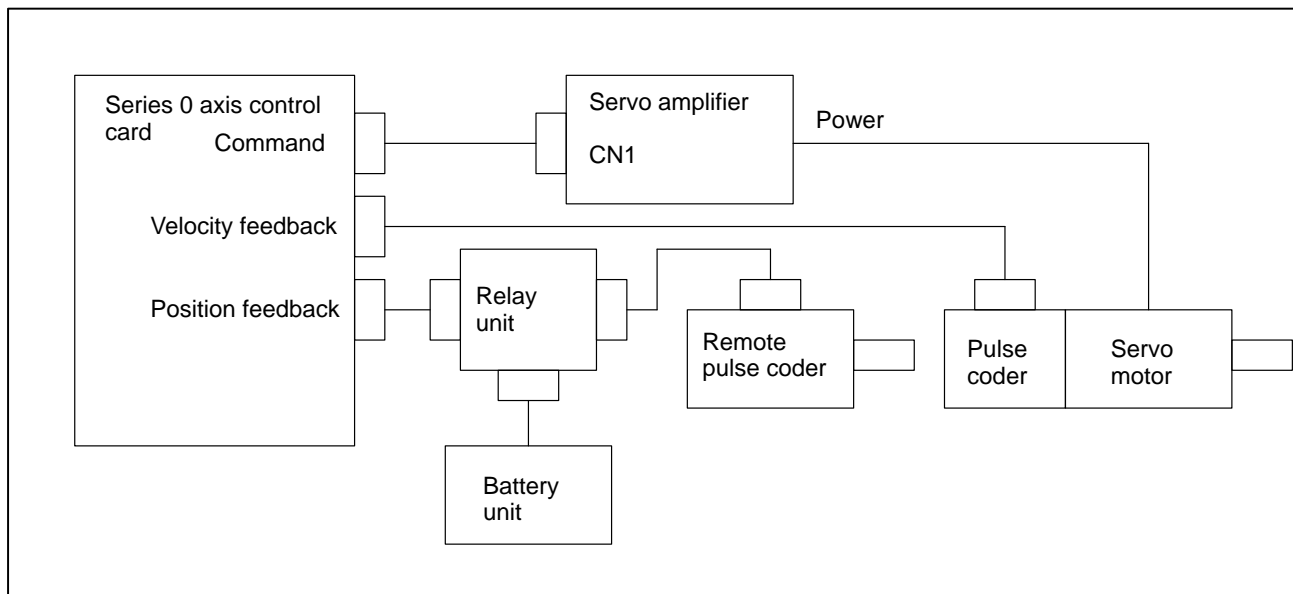 Series 0 axis control
card
Command
Velocity feedback
Position feedback
Servo amplifier
CN1
Power
Relay
unit
Battery
unit
Remote
pulse coder
Pulse
coder
Servo
motor